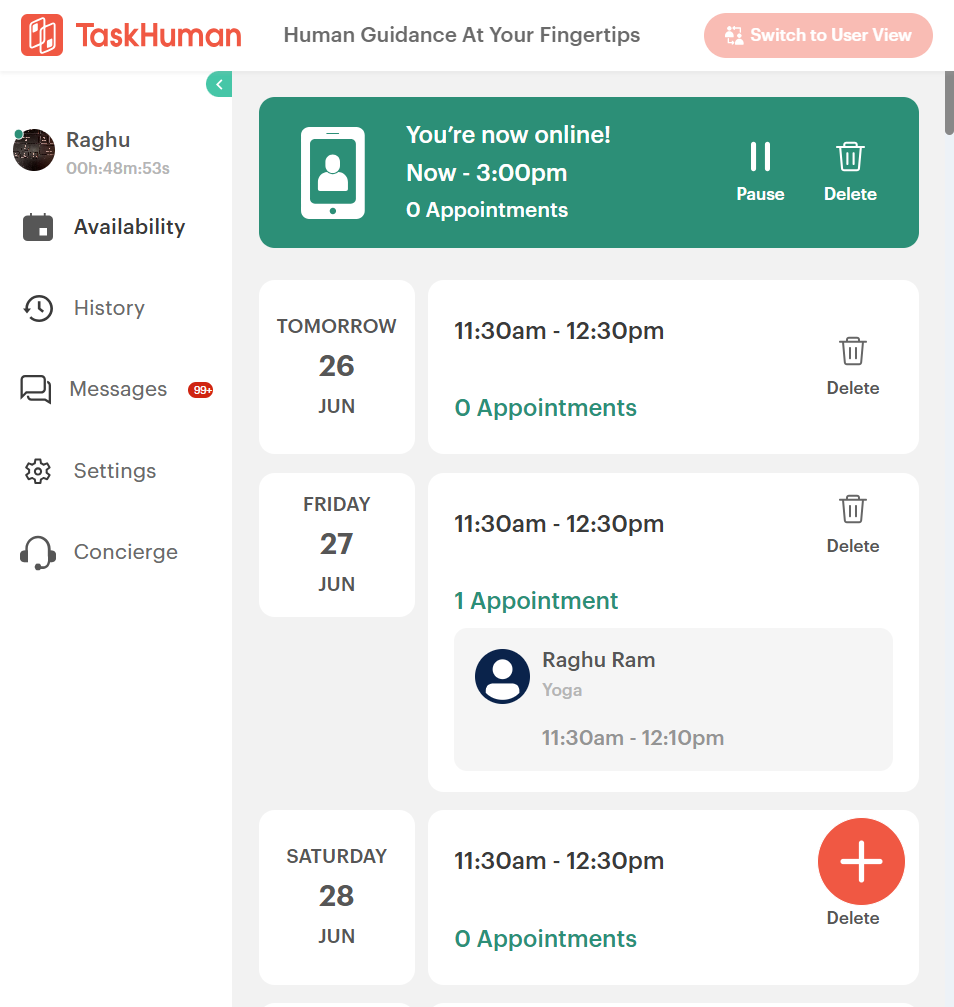 TaskHuman
Human Guidance At Your Fingertips
Switch to User View
Raghu
00h:48m:53s
Availability
History
Messages
99+
Settings
Concierge
You’re now online!
Now - 3:00pm
0 Appointments
Pause
Delete
TOMORROW
26
JUN
11:30am - 12:30pm
0 Appointments
Delete
FRIDAY
27
JUN
11:30am - 12:30pm
Delete
1 Appointment
Raghu Ram
Yoga
11:30am - 12:10pm
SATURDAY
28
JUN
11:30am - 12:30pm
0 Appointments
Delete